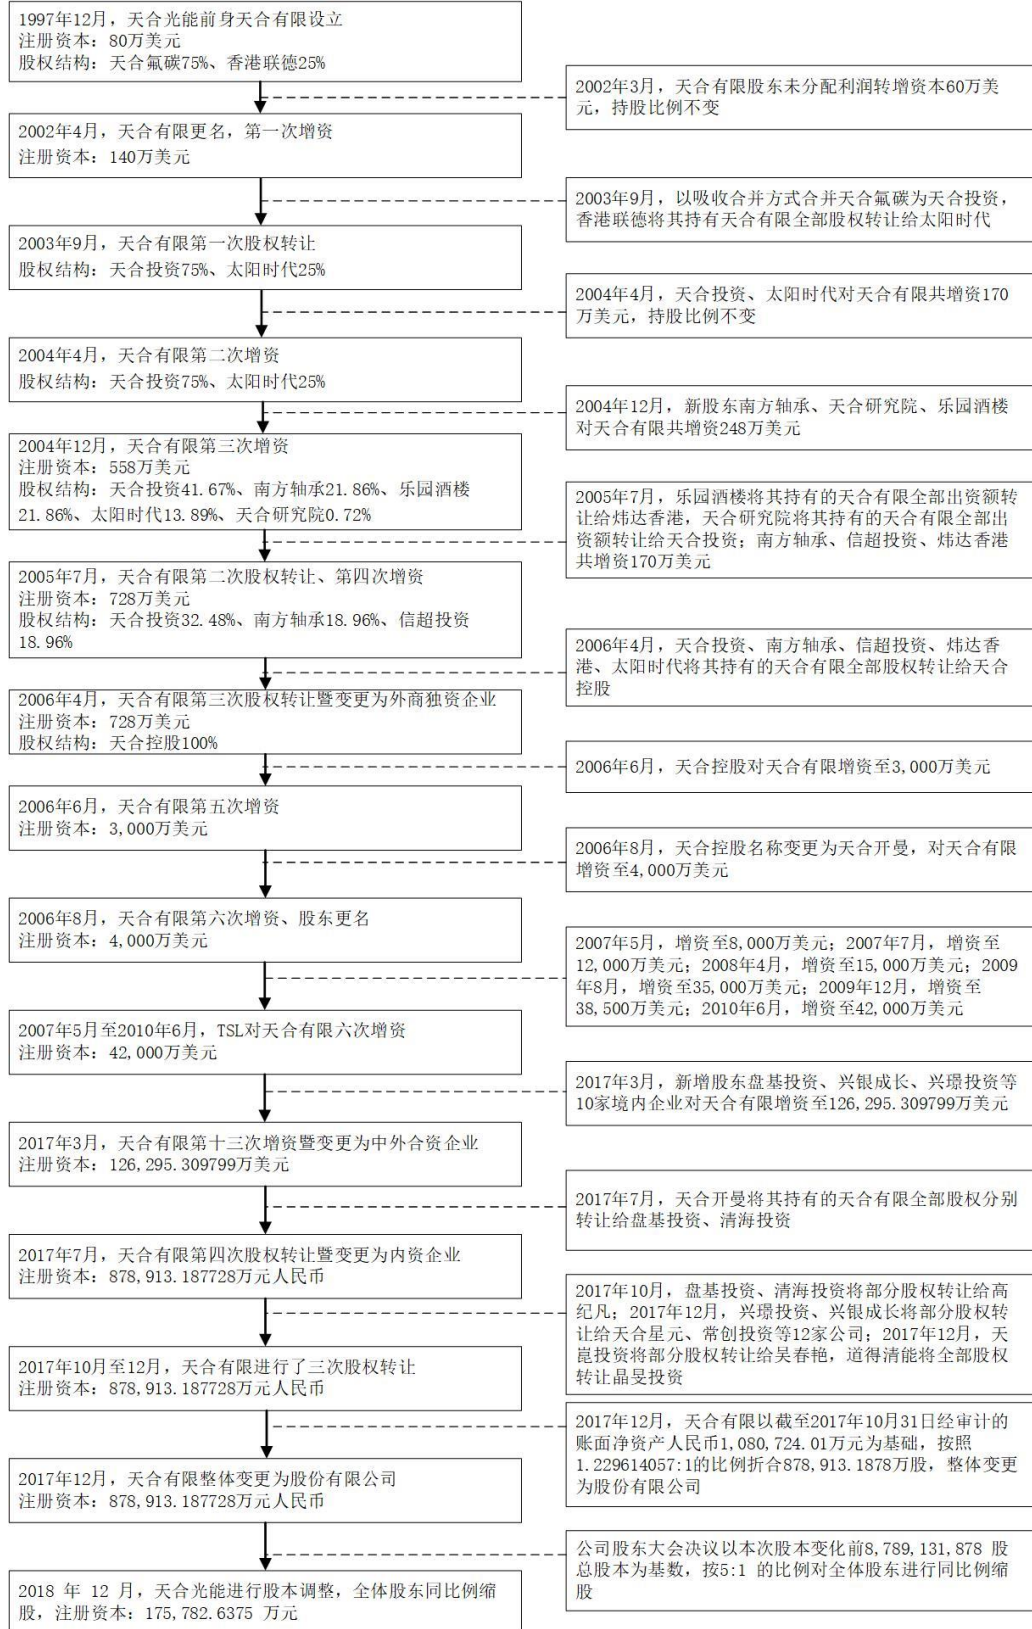 1997年12月，天合光能前身天合有限设立
注册资本：80万美元
股权结构：天合氟碳75%、香港联德25%
2002年3月，天合有限股东未分配利润转增资本60万美
元，持股比例不变
2002年4月，天合有限更名，第一次增资
注册资本：140万美元
2003年9月，以吸收合并方式合并天合氟碳为天合投资，
香港联德将其持有天合有限全部股权转让给太阳时代
2003年9月，天合有限第一次股权转让
股权结构：天合投资75%、太阳时代25%
2004年4月，天合投资、太阳时代对天合有限共增资170
万美元，持股比例不变
2004年4月，天合有限第二次增资
股权结构：天合投资75%、太阳时代25%
2004年12月，新股东南方轴承、天合研究院、乐园酒楼
对天合有限共增资248万美元
2004年12月，天合有限第三次增资
注册资本：558万美元
股权结构：天合投资41.67%、南方轴承21.86%、乐园酒楼
21.86%、太阳时代13.89%、天合研究院0.72%
2005年7月，乐园酒楼将其持有的天合有限全部出资额转
让给炜达香港，天合研究院将其持有的天合有限全部出
资额转让给天合投资；南方轴承、信超投资、炜达香港
共增资170万美元
2005年7月，天合有限第二次股权转让、第四次增资
注册资本：728万美元
股权结构：天合投资32.48%、南方轴承18.96%、信超投资
18.96%
2006年4月，天合投资、南方轴承、信超投资、炜达香
港、太阳时代将其持有的天合有限全部股权转让给天合
控股
2006年4月，天合有限第三次股权转让暨变更为外商独资企业
注册资本：728万美元
股权结构：天合控股100%
2006年6月，天合控股对天合有限增资至3,000万美元
2006年6月，天合有限第五次增资
注册资本：3,000万美元
2006年8月，天合控股名称变更为天合开曼，对天合有限
增资至4,000万美元
2006年8月，天合有限第六次增资、股东更名
注册资本：4,000万美元
2007年5月，增资至8,000万美元；2007年7月，增资至
12,000万美元；2008年4月，增资至15,000万美元；2009
年8月，增资至35,000万美元；2009年12月，增资至
38,500万美元；2010年6月，增资至42,000万美元
2007年5月至2010年6月，TSL对天合有限六次增资
注册资本：42,000万美元
2017年3月，新增股东盘基投资、兴银成长、兴璟投资等
10家境内企业对天合有限增资至126,295.309799万美元
2017年3月，天合有限第十三次增资暨变更为中外合资企业
注册资本：126,295.309799万美元
2017年7月，天合开曼将其持有的天合有限全部股权分别
转让给盘基投资、清海投资
2017年7月，天合有限第四次股权转让暨变更为内资企业
注册资本：878,913.187728万元人民币
2017年10月，盘基投资、清海投资将部分股权转让给高
纪凡；2017年12月，兴璟投资、兴银成长将部分股权转
让给天合星元、常创投资等12家公司；2017年12月，天
崑投资将部分股权转让给吴春艳，道得清能将全部股权
转让晶旻投资
2017年10月至12月，天合有限进行了三次股权转让
注册资本：878,913.187728万元人民币
2017年12月，天合有限以截至2017年10月31日经审计的
账面净资产人民币1,080,724.01万元为基础，按照
1.229614057:1的比例折合878,913.1878万股，整体变更
为股份有限公司
2017年12月，天合有限整体变更为股份有限公司
注册资本：878,913.187728万元人民币
公司股东大会决议以本次股本变化前8,789,131,878 股
总股本为基数，按5:1 的比例对全体股东进行同比例缩
股
2018 年 12 月，天合光能进行股本调整，全体股东同比例缩
股，注册资本：175,782.6375 万元